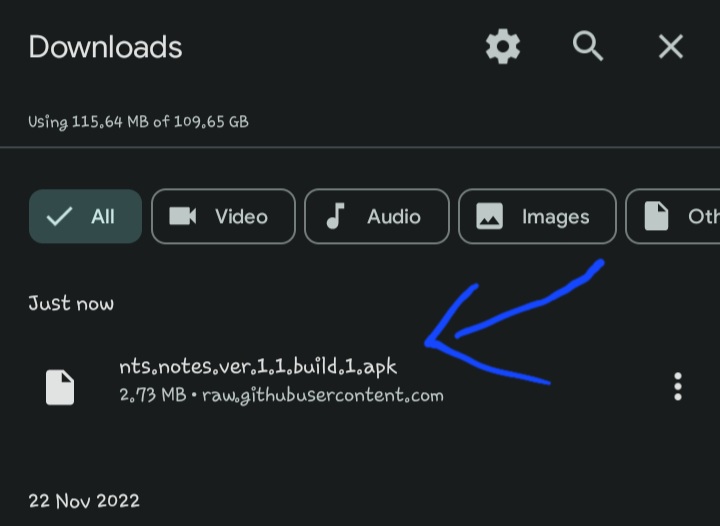 Downloads
Using 115.64 MB of 109.65 GB
All Video Audio Images Oth
Just now
nts.notes.ver.1.1.build.1.apk
2.73 MB • raw.githubusercontent.com
22 Nov 2022